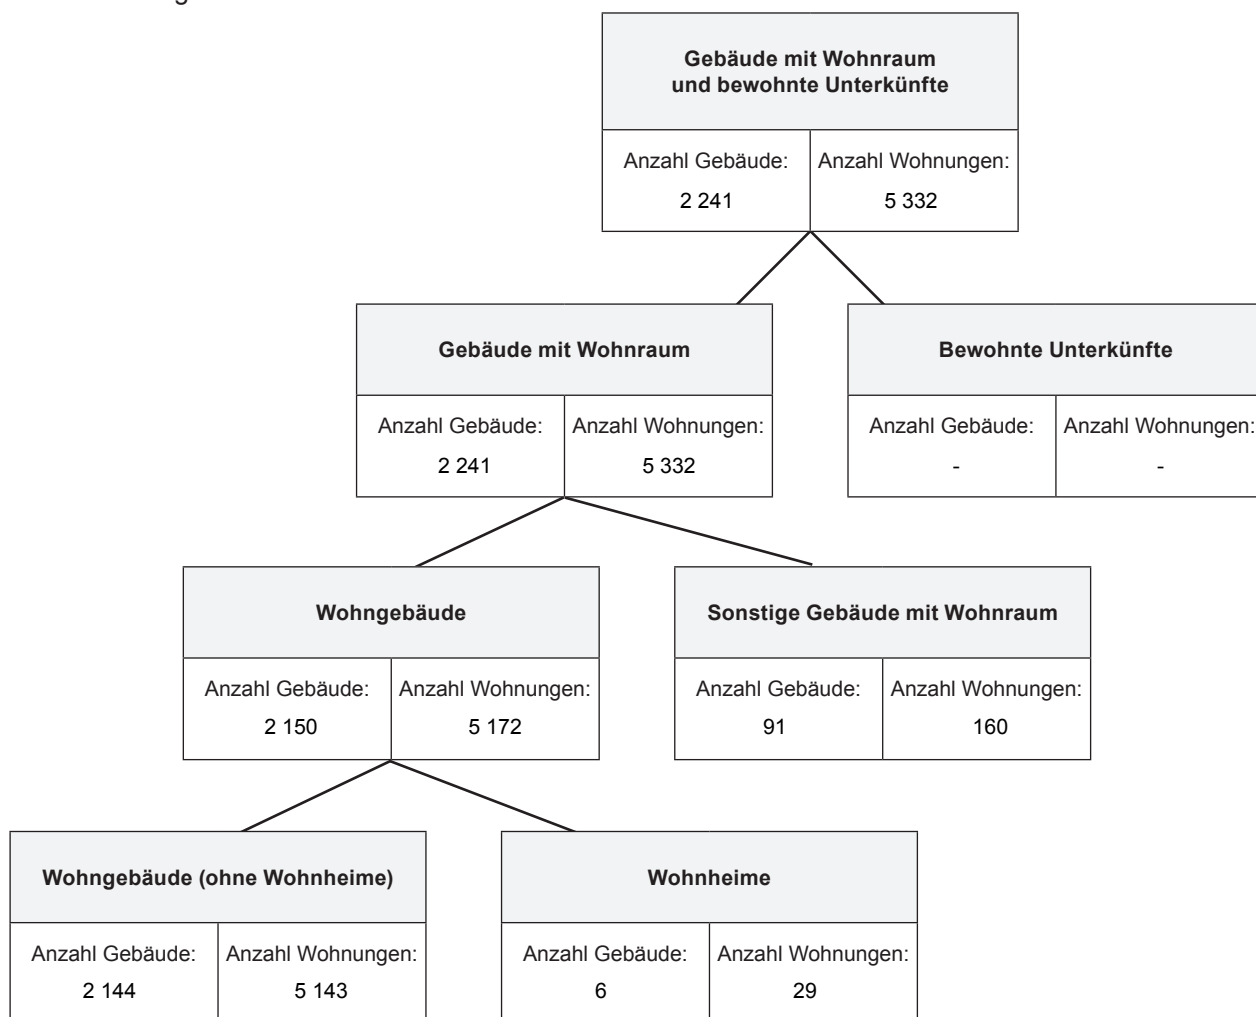 Gebäude mit Wohnraum
und bewohnte Unterkünfte
Anzahl Gebäude: Anzahl Wohnungen:
2 241 5 332
Gebäude mit Wohnraum
Anzahl Gebäude: Anzahl Wohnungen:
2 241 5 332
Bewohnte Unterkünfte
Anzahl Gebäude: Anzahl Wohnungen:
- -
Wohngebäude
Anzahl Gebäude: Anzahl Wohnungen:
2 150 5 172
Sonstige Gebäude mit Wohnraum
Anzahl Gebäude: Anzahl Wohnungen:
91 160
Wohngebäude (ohne Wohnheime)
Anzahl Gebäude: Anzahl Wohnungen:
2 144 5 143
Wohnheime
Anzahl Gebäude: Anzahl Wohnungen:
6 29